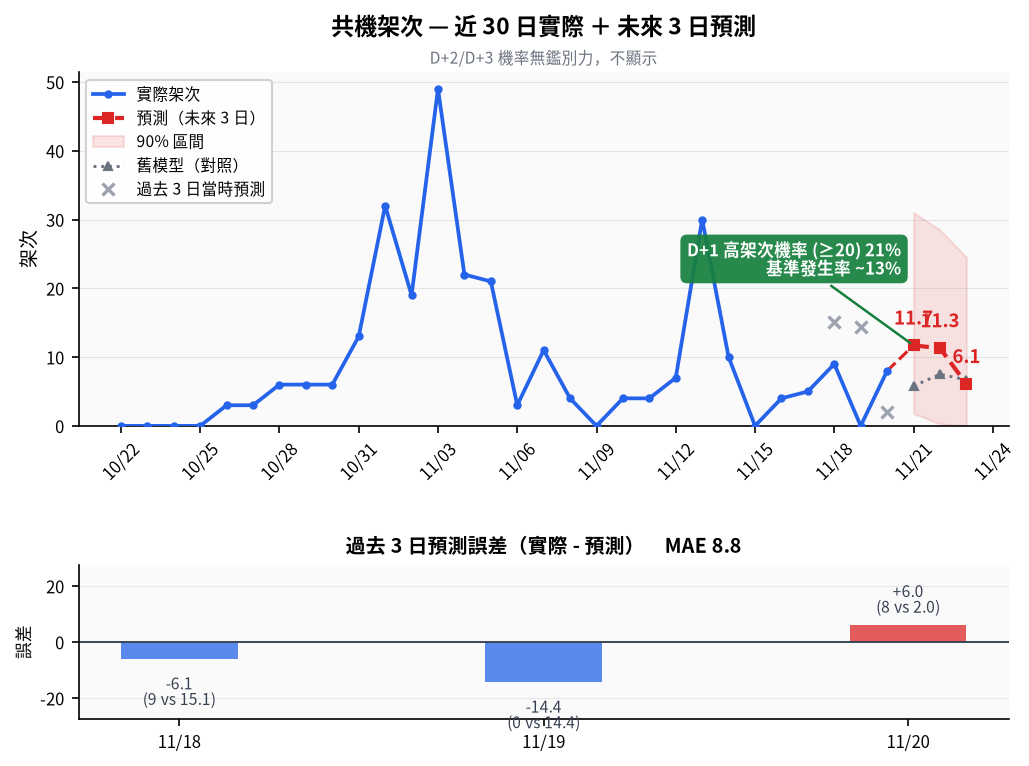 共機架次 — 近 30 日實際 ＋ 未來 3 日預測
D+2/D+3 機率無鑑別力，不顯示
50
40
30
20
10
0
架次
實際架次
預測（未來 3 日）
90% 區間
舊模型（對照）
過去 3 日當時預測
D+1 高架次機率 (≥20) 21%
基準發生率 ~13%
11.7
11.3
6.1
10/22
10/25
10/28
10/31
11/03
11/06
11/09
11/12
11/15
11/18
11/21
11/24
過去 3 日預測誤差（實際 - 預測） MAE 8.8
20
0
-20
誤差
-6.1
(9 vs 15.1)
-14.4
(0 vs 14.4)
+6.0
(8 vs 2.0)
11/18
11/19
11/20